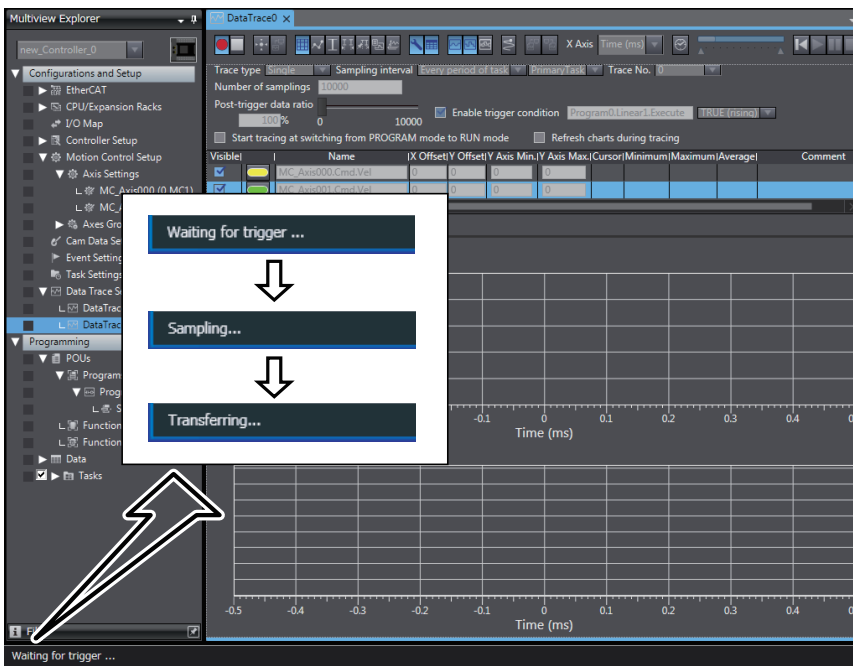 Multiview Explorer
DataTrace0
new_Controller_0
X Axis Time (ms)
Configurations and Setup
EtherCAT
CPU/Expansion Racks
I/O Map
Controller Setup
Motion Control Setup
Axis Settings
MC_Axis000 (0,MC1)
MC_
Axes Gro
Cam Data Se
Event Setting
Task Settings
Data Trace S
DataTrac
DataTrac
Programming
POUs
Program
Prog
S
Function
Function
Data
Tasks
Trace type Single Sampling interval Every period of task PrimaryTask Trace No. 0
Number of samplings 10000
Post-trigger data ratio
100 % 0 10000
Enable trigger condition Program0.Linear1.Execute TRUE (rising)
Start tracing at switching from PROGRAM mode to RUN mode Refresh charts during tracing
Visible Name X Offset Y Offset Y Axis Min. Y Axis Max. Cursor Minimum Maximum Average Comment
MC_Axis000.Cmd.Vel 0 0 0 0
MC_Axis001.Cmd.Vel 0 0 0 0
Waiting for trigger ...
Sampling...
Transferring...
-0.1 0 0.1 0.2 0.3 0.4
Time (ms)
-0.5 -0.4 -0.3 -0.2 -0.1 0 0.1 0.2 0.3 0.4
Time (ms)
Waiting for trigger ...